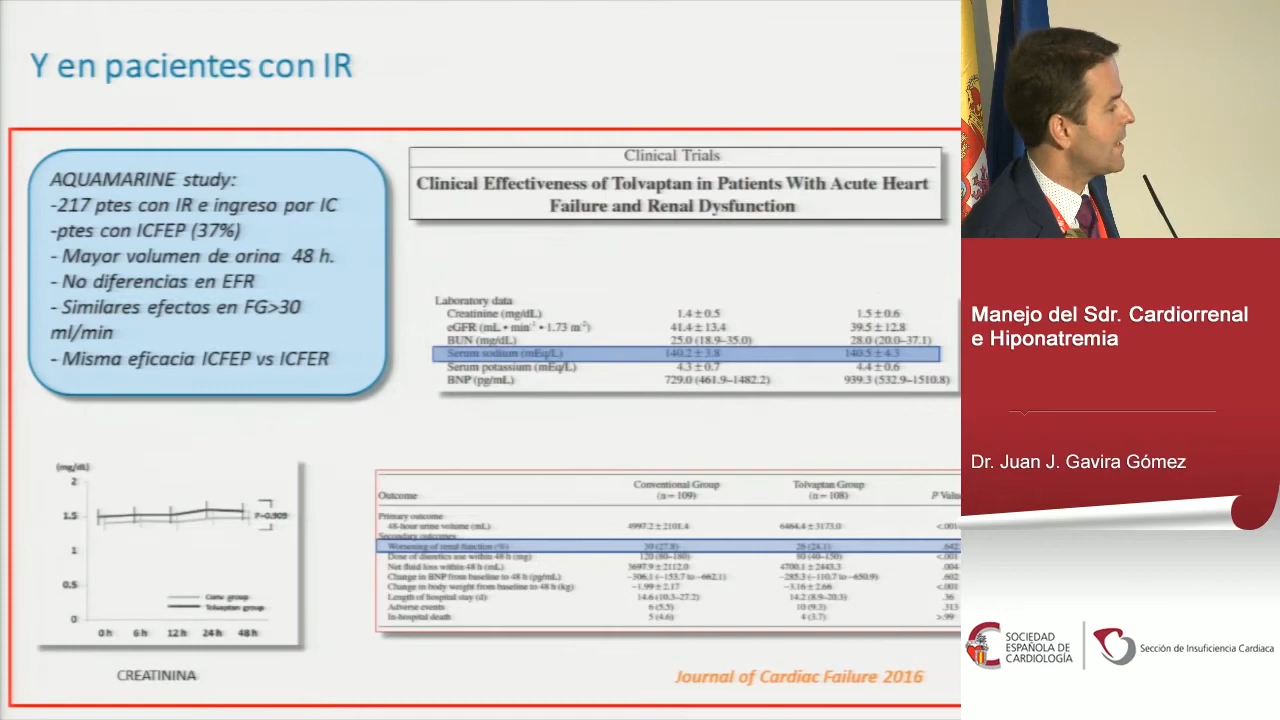 Y en pacientes con IR
AQUAMARINE study:
-217 ptes con IR e ingreso por IC
-ptes con ICFEP (37%)
- Mayor volumen de orina 48 h.
- No diferencias en EFR
- Similares efectos en FG>30
ml/min
- Misma eficacia ICFEP vs ICFER
Clinical Trials
Clinical Effectiveness of Tolvaptan in Patients With Acute Heart
Failure and Renal Dysfunction
Laboratory data
Creatinine (mg/dL) 1.4 ± 0.5 1.5 ± 0.6
eGFR (mL • min⁻¹ • 1.73 m⁻²) 41.4 ± 13.4 39.5 ± 12.8
BUN (mg/dL) 25.0 (18.9–35.0) 28.0 (20.0–37.1)
Serum sodium (mEq/L) 140.2 ± 3.8 140.5 ± 4.3
Serum potassium (mEq/L) 4.3 ± 0.7 4.4 ± 0.6
BNP (pg/mL) 729.0 (461.9–1482.2) 939.3 (532.9–1510.8)
(mg/dL)
2
1.5
1
0.5
0
P=0.909
Conv. group
Tolvaptan group
0 h 6 h 12 h 24 h 48 h
CREATININA
Conventional Group Tolvaptan Group
Outcome (n = 109) (n = 108) P
Primary outcome
48-hour urine volume (mL) 4997.2 ± 2101.4 6464.4 ± 3173.0 <.001
Secondary outcomes
Worsening of renal function (%) 30 (27.8) 26 (24.1) .642
Dose of diuretics use within 48 h (mg) 120 (80–180) 80 (40–150) <.001
Net fluid loss within 48 h (mL) 3697.9 ± 2112.0 4700.1 ± 2443.3 .004
Change in BNP from baseline to 48 h (pg/mL) −306.1 (−153.7 to −662.1) −285.3 (−110.7 to −650.9) .602
Change in body weight from baseline to 48 h (kg) −1.99 ± 2.17 −3.16 ± 2.66 <.001
Length of hospital stay (d) 14.6 (10.3–27.2) 14.2 (8.9–20.3) .36
Adverse events 6 (5.5) 10 (9.3) .313
In-hospital death 5 (4.6) 4 (3.7) >.99
Journal of Cardiac Failure 2016
Manejo del Sdr. Cardiorrenal
e Hiponatremia
Dr. Juan J. Gavira Gómez
SOCIEDAD
ESPAÑOLA DE
CARDIOLOGÍA
Sección de Insuficiencia Cardiaca